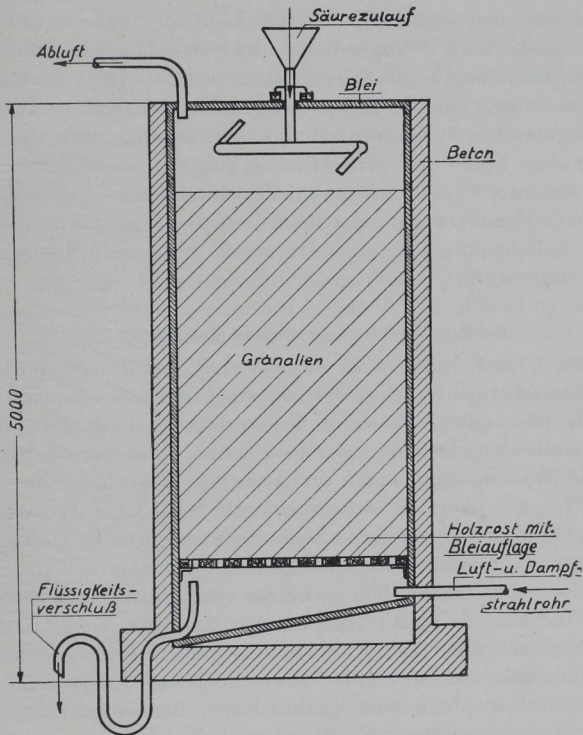 Säurezulauf
Abluft
Blei
Beton
Granalien
5000
Holzrost mit.
Bleiauflage
Luft-u. Dampf-
strahlrohr
Flüssigkeits-
verschluß